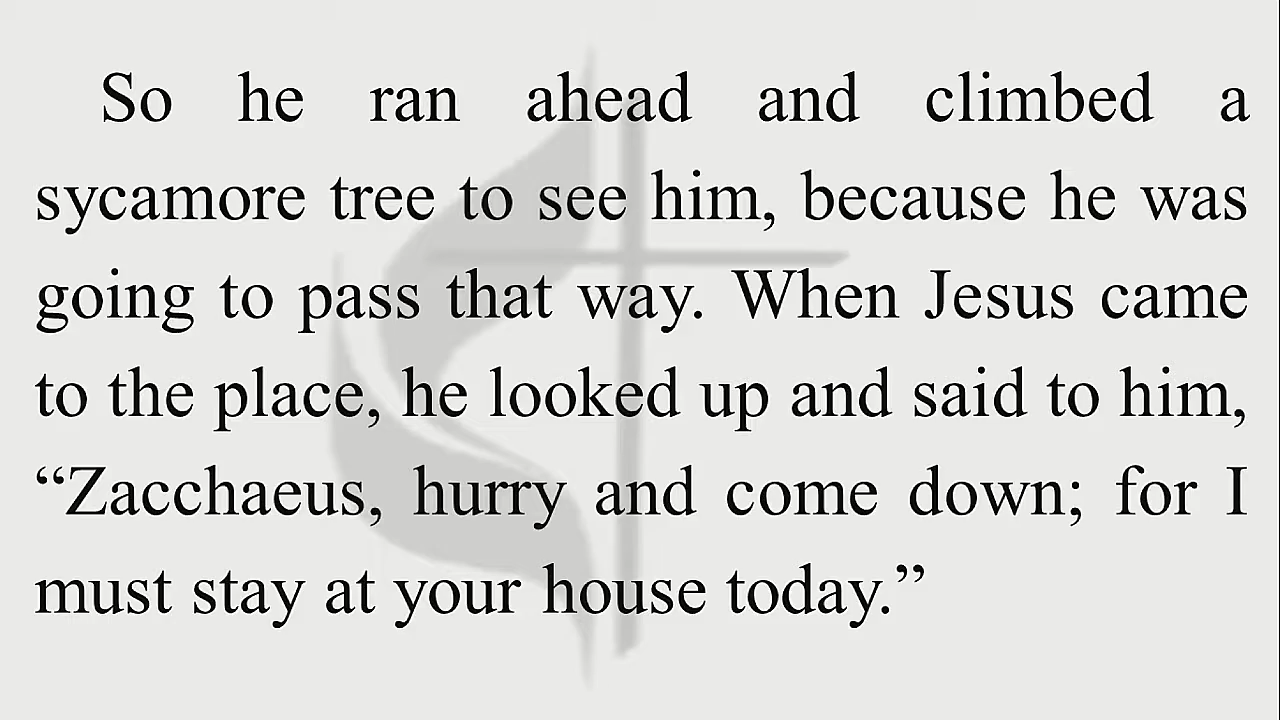 So he ran ahead and climbed a
sycamore tree to see him, because he was
going to pass that way. When Jesus came
to the place, he looked up and said to him,
“Zacchaeus, hurry and come down; for I
must stay at your house today.”